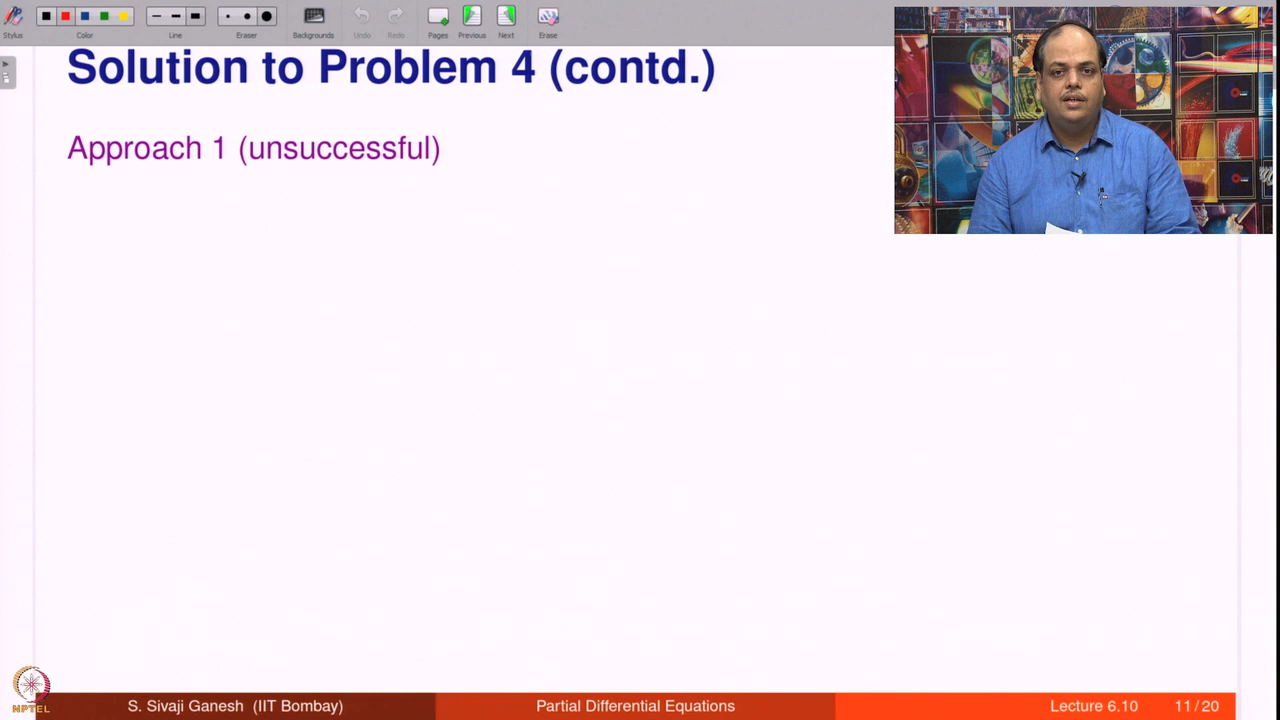 Stylus
Color
Line
Eraser
Backgrounds
Undo
Redo
Pages
Previous
Next
Erase
Solution to Problem 4 (contd.)
Approach 1 (unsuccessful)
NPTEL
S. Sivaji Ganesh (IIT Bombay)
Partial Differential Equations
Lecture 6.10
11 / 20